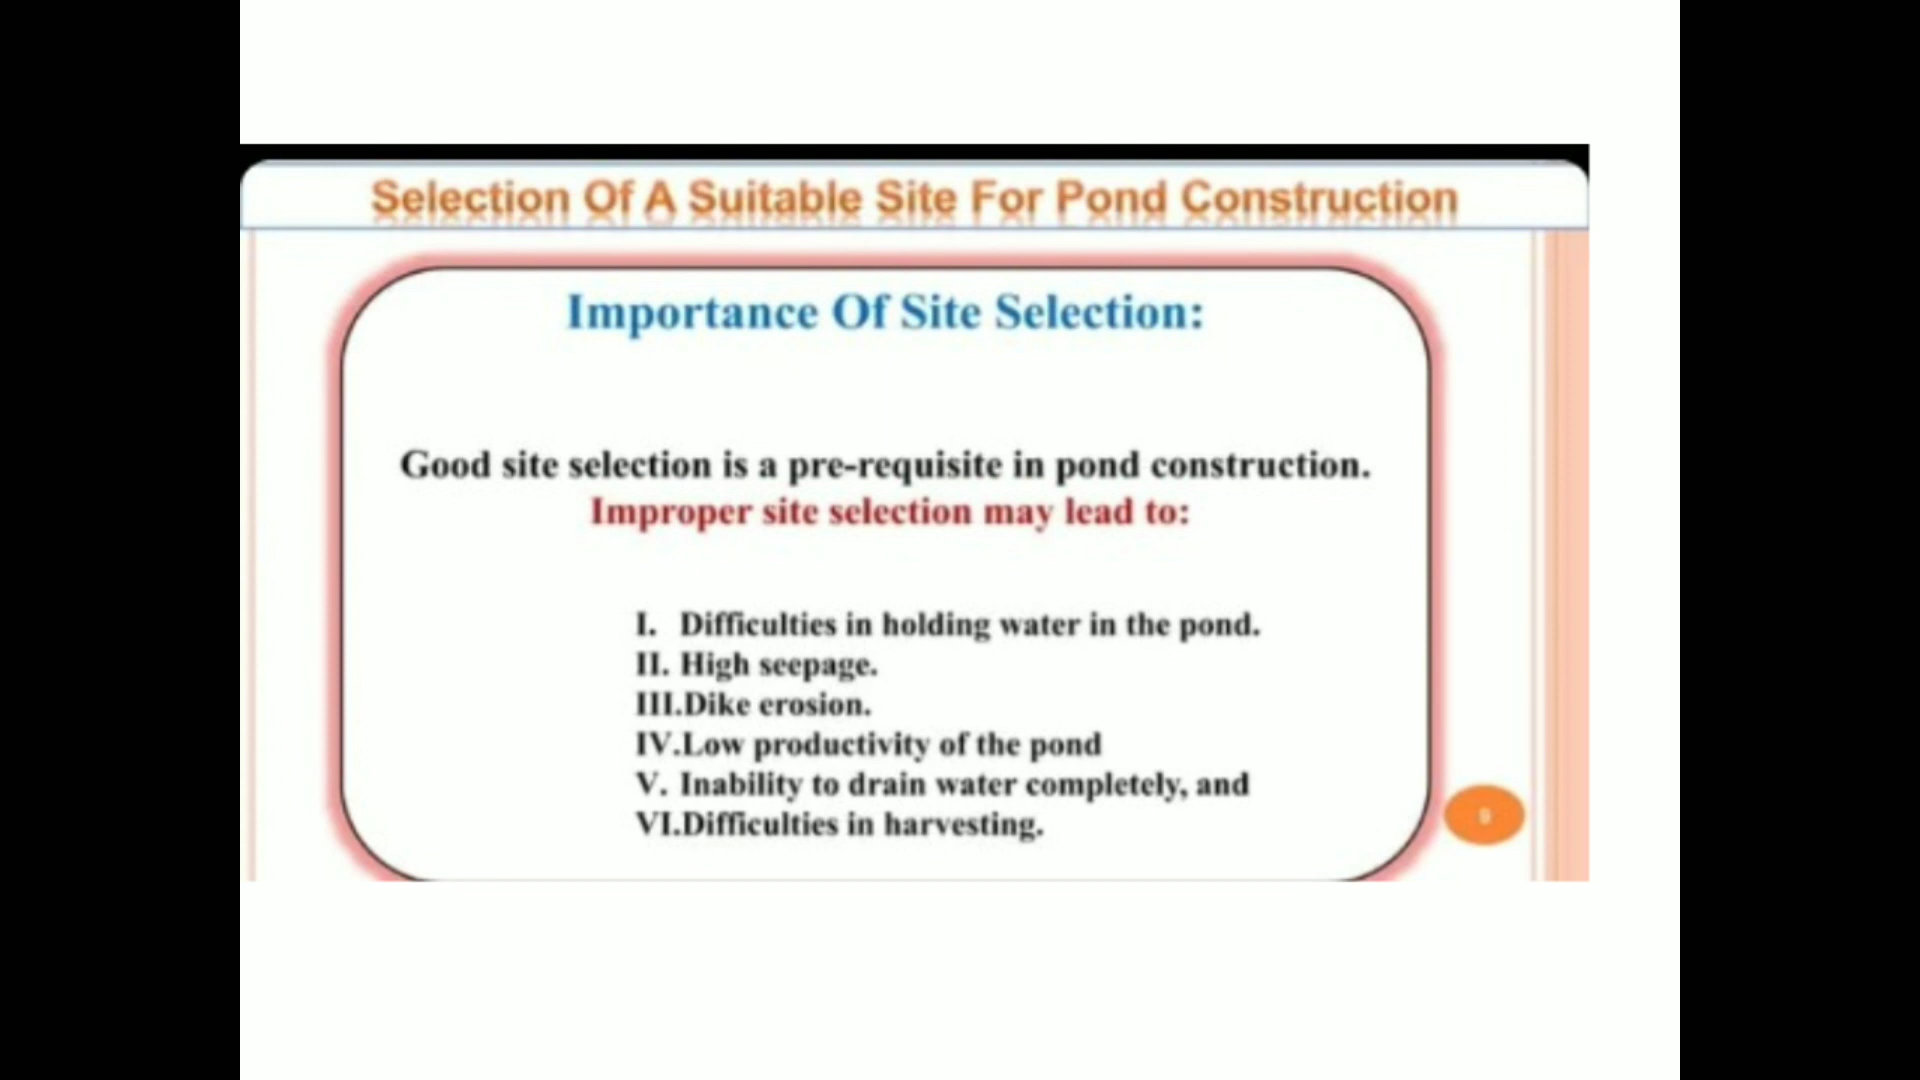 Selection Of A Suitable Site For Pond Construction
Importance Of Site Selection:
Good site selection is a pre-requisite in pond construction.
Improper site selection may lead to:
I. Difficulties in holding water in the pond.
II. High seepage.
III.Dike erosion.
IV.Low productivity of the pond
V. Inability to drain water completely, and
VI.Difficulties in harvesting.